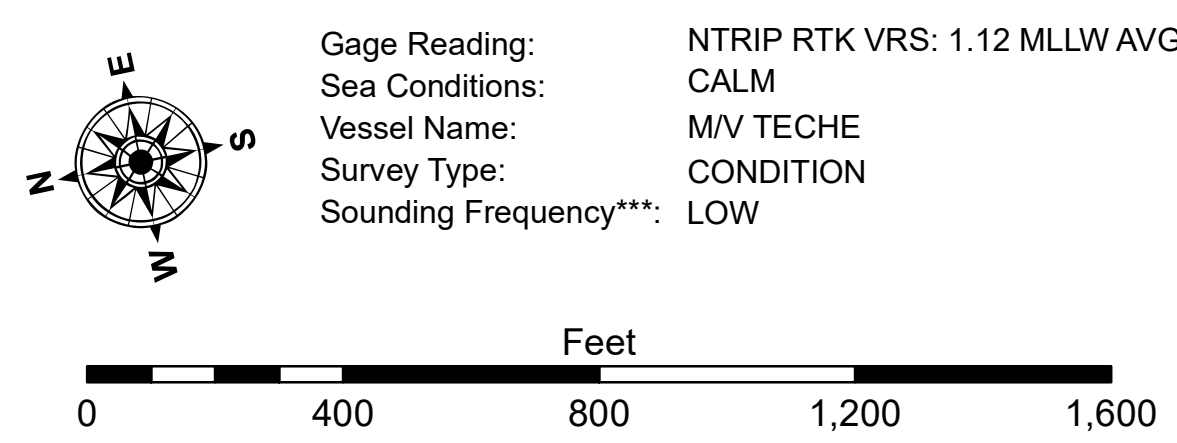 E
S
N
W
Gage Reading: NTRIP RTK VRS: 1.12 MLLW AVG
Sea Conditions: CALM
Vessel Name: M/V TECHE
Survey Type: CONDITION
Sounding Frequency***: LOW
Feet
0 400 800 1,200 1,600